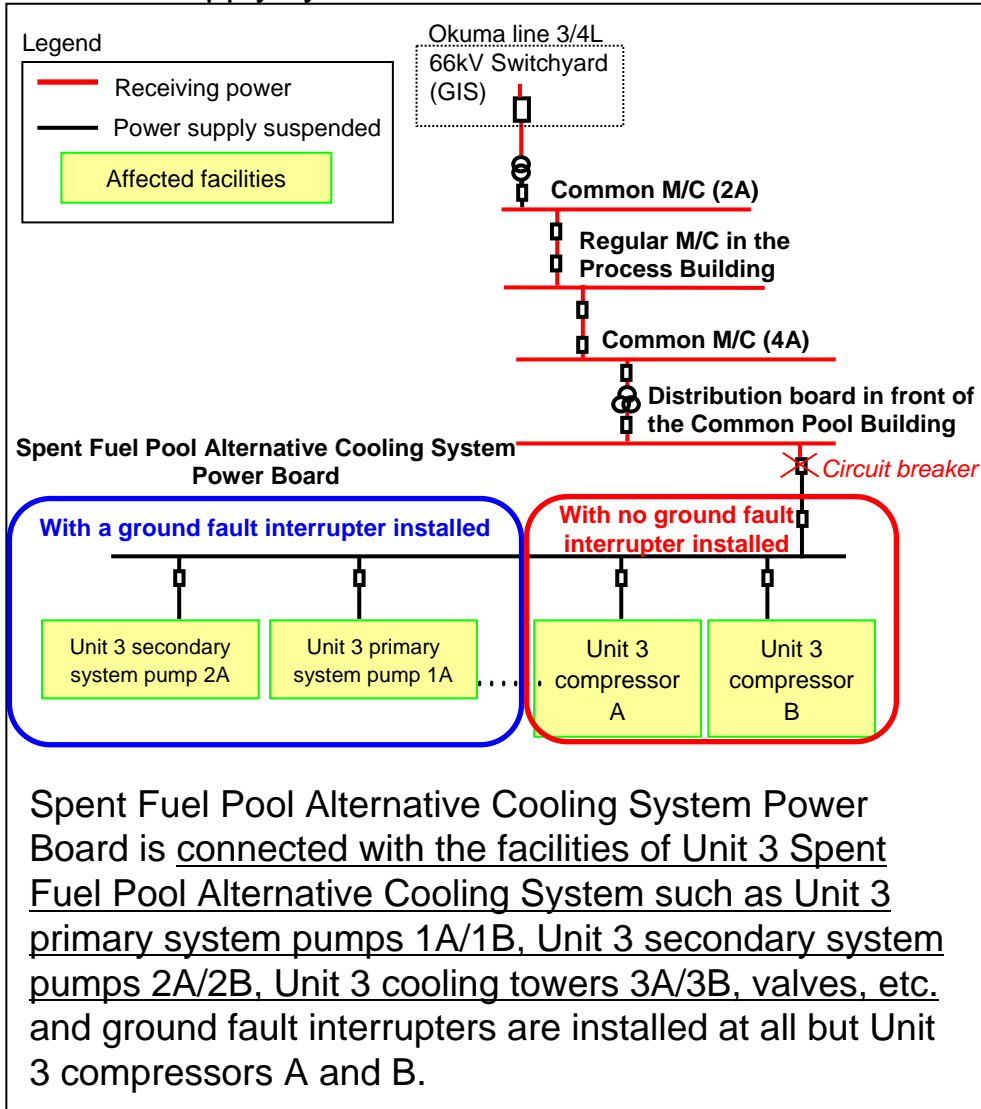 Legend
Receiving power
Power supply suspended
Affected facilities
Okuma line 3/4L
66kV Switchyard
(GIS)
Common M/C (2A)
Regular M/C in the
Process Building
Common M/C (4A)
Distribution board in front of
the Common Pool Building
Circuit breaker
Spent Fuel Pool Alternative Cooling System
Power Board
With a ground fault interrupter installed
With no ground fault
interrupter installed
Unit 3 secondary
system pump 2A
Unit 3 primary
system pump 1A
Unit 3
compressor
A
Unit 3
compressor
B
Spent Fuel Pool Alternative Cooling System Power
Board is connected with the facilities of Unit 3 Spent
Fuel Pool Alternative Cooling System such as Unit 3
primary system pumps 1A/1B, Unit 3 secondary system
pumps 2A/2B, Unit 3 cooling towers 3A/3B, valves, etc.
and ground fault interrupters are installed at all but Unit
3 compressors A and B.